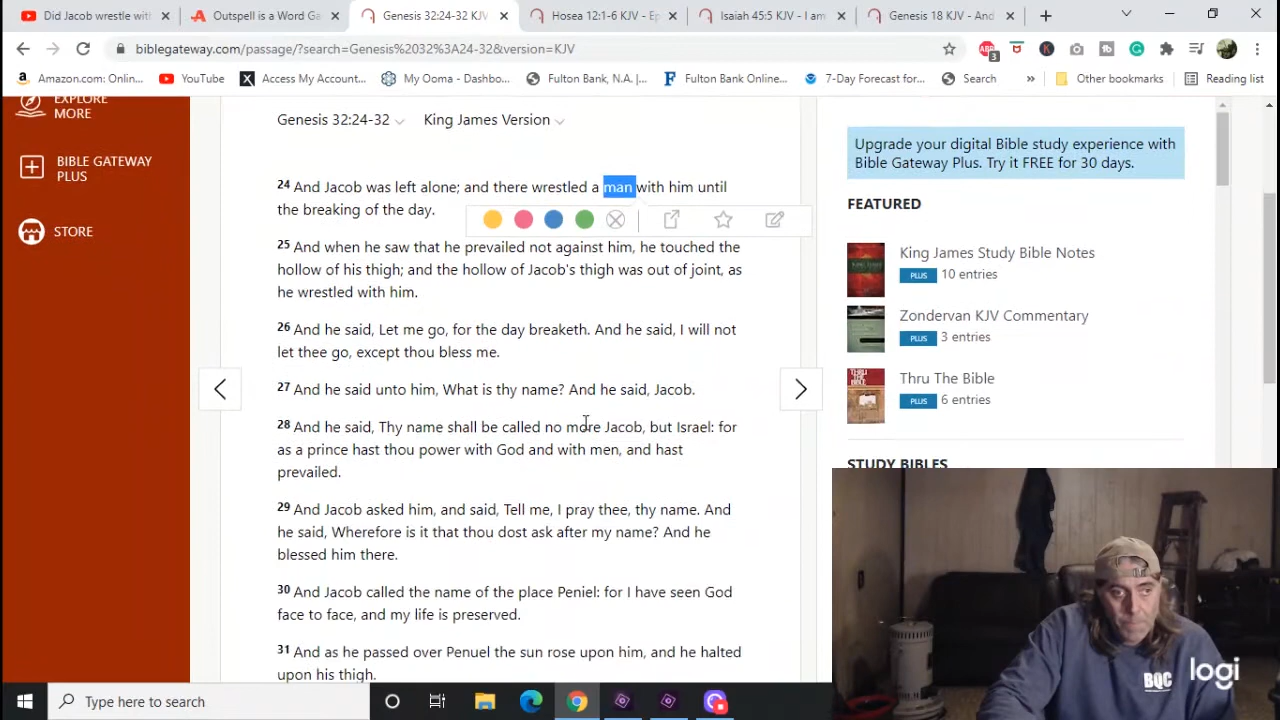 Did Jacob wrestle wit
Outspell is a Word Ga
Genesis 32:24-32 KJV
Hosea 12:1-6 KJV - Ep
Isaiah 45:5 KJV - I am
Genesis 18 KJV - And
biblegateway.com/passage/?search=Genesis%2032%3A24-32&version=KJV
ABP
3
K
Amazon.com: Onlin...
YouTube
Access My Account...
My Ooma - Dashbo...
Fulton Bank, N.A. |...
Fulton Bank Online...
7-Day Forecast for...
Search
»
Other bookmarks
Reading list
EXPLORE
MORE
BIBLE GATEWAY
PLUS
STORE
Genesis 32:24-32
King James Version
24 And Jacob was left alone; and there wrestled a man with him until
the breaking of the day.
25 And when he saw that he prevailed not against him, he touched the
hollow of his thigh; and the hollow of Jacob's thigh was out of joint, as
he wrestled with him.
26 And he said, Let me go, for the day breaketh. And he said, I will not
let thee go, except thou bless me.
27 And he said unto him, What is thy name? And he said, Jacob.
28 And he said, Thy name shall be called no more Jacob, but Israel: for
as a prince hast thou power with God and with men, and hast
prevailed.
29 And Jacob asked him, and said, Tell me, I pray thee, thy name. And
he said, Wherefore is it that thou dost ask after my name? And he
blessed him there.
30 And Jacob called the name of the place Peniel: for I have seen God
face to face, and my life is preserved.
31 And as he passed over Penuel the sun rose upon him, and he halted
upon his thigh.
Upgrade your digital Bible study experience with
Bible Gateway Plus. Try it FREE for 30 days.
FEATURED
King James Study Bible Notes
PLUS 10 entries
Zondervan KJV Commentary
PLUS 3 entries
Thru The Bible
PLUS 6 entries
STUDY BIBLES
BQC
logi
Type here to search